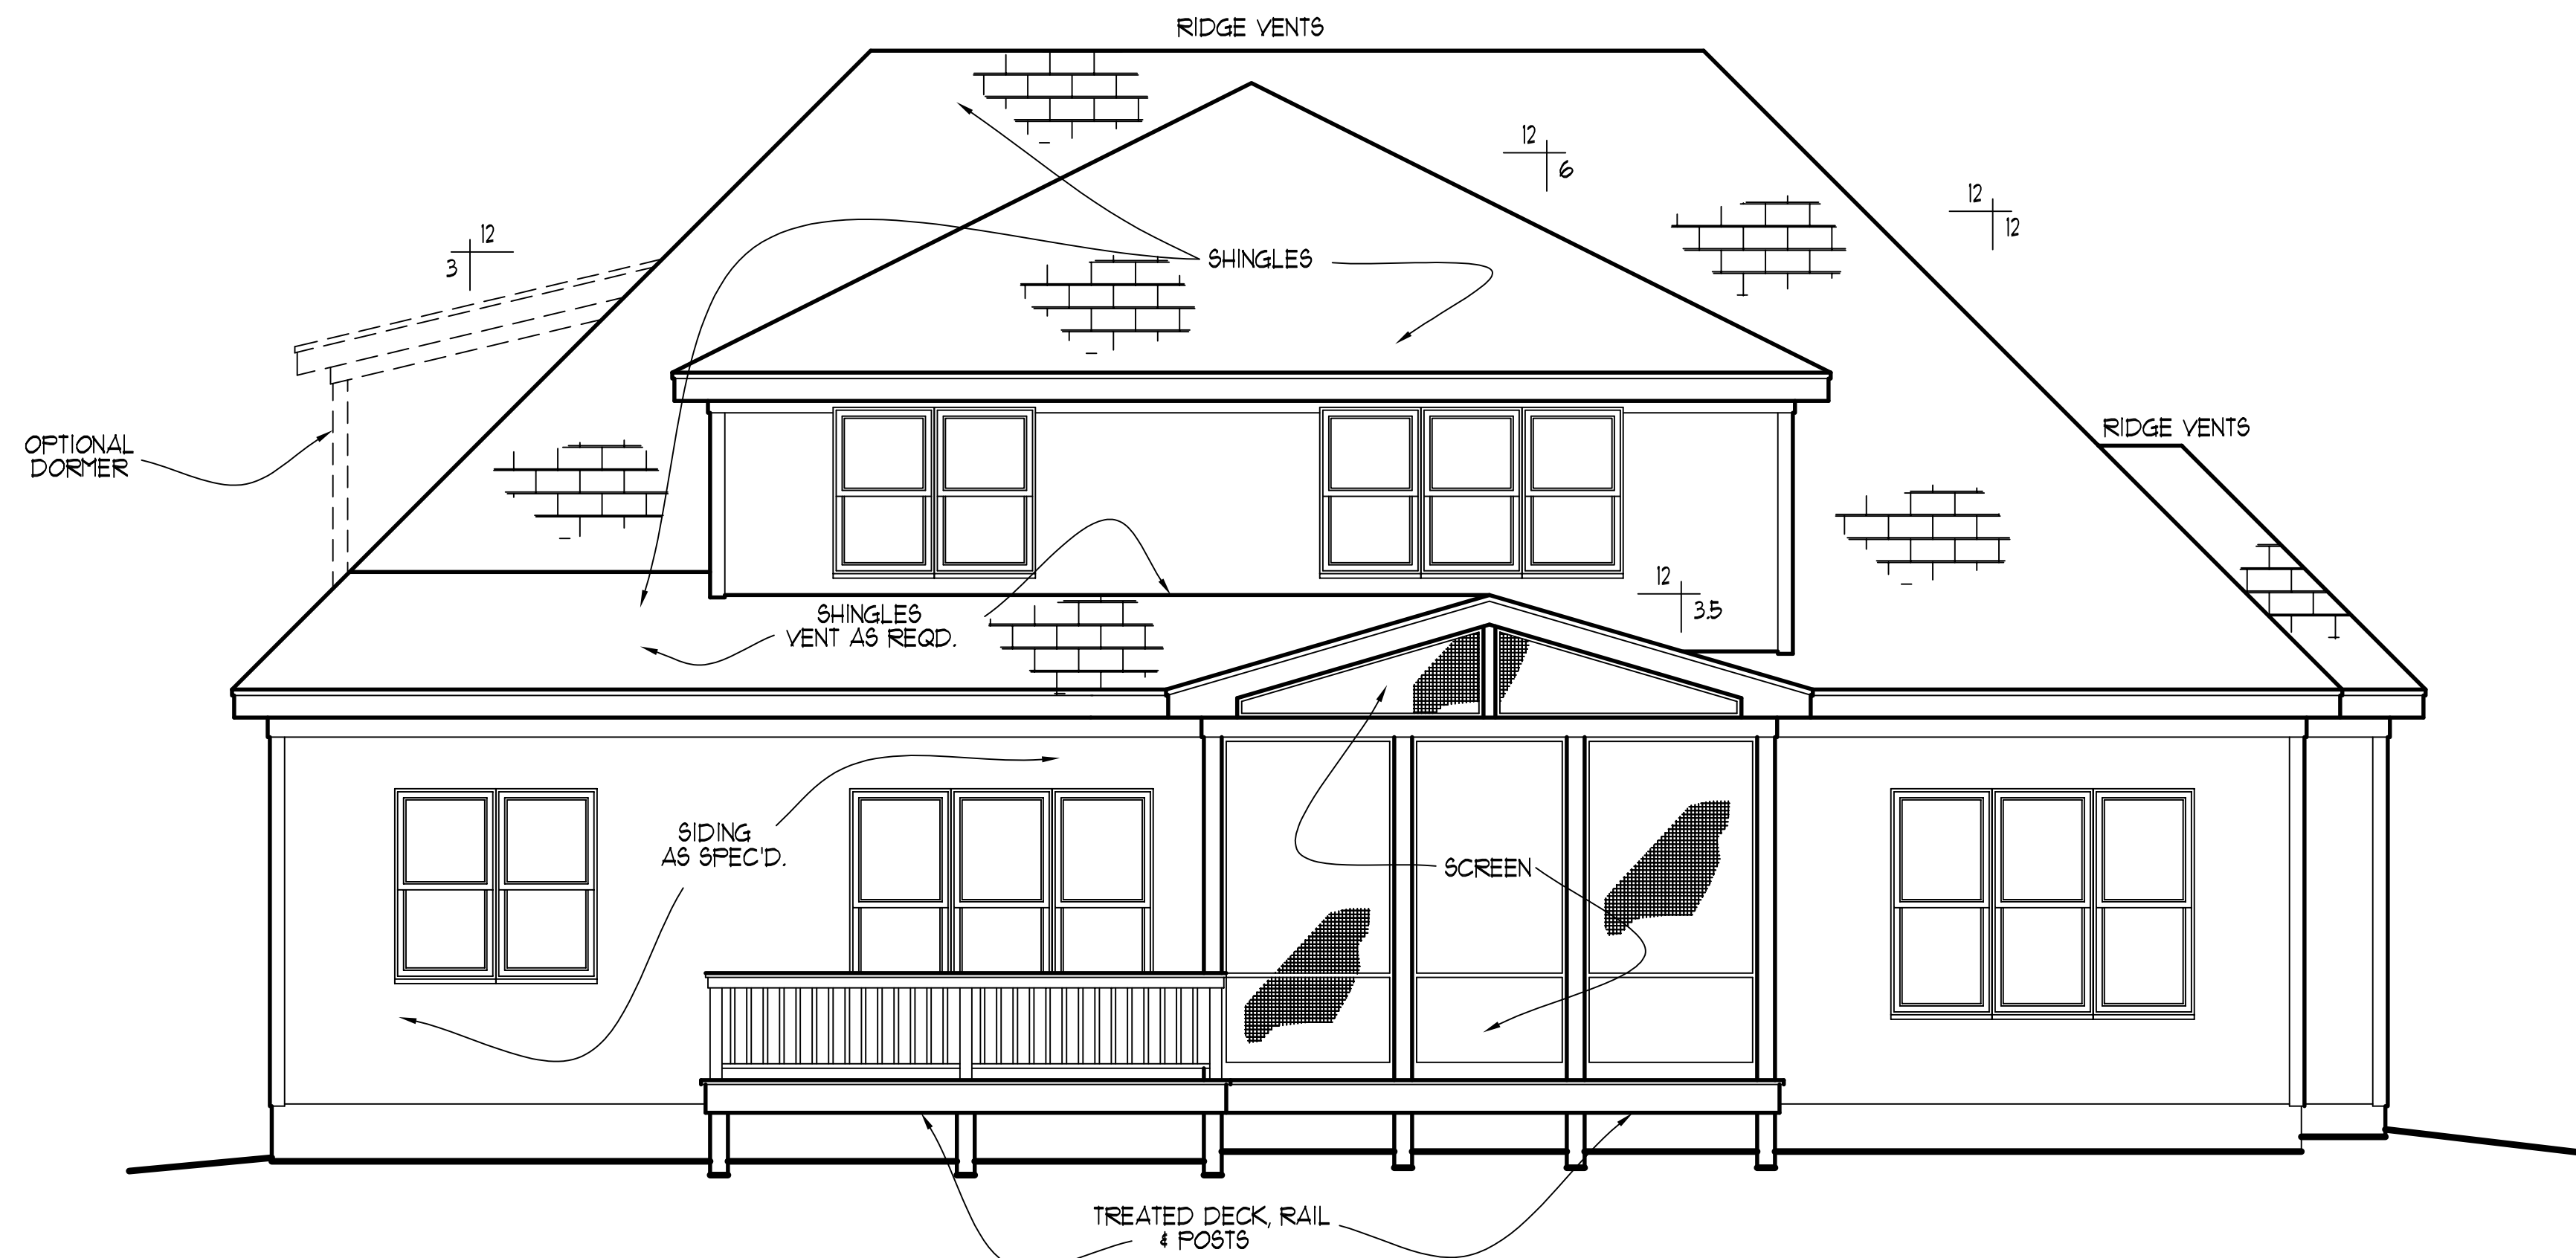 RIDGE VENTS
12
6
12
12
12
3
SHINGLES
RIDGE VENTS
OPTIONAL
DORMER
12
3.5
SHINGLES
VENT AS REQD.
SIDING
AS SPEC'D.
SCREEN
TREATED DECK, RAIL
& POSTS